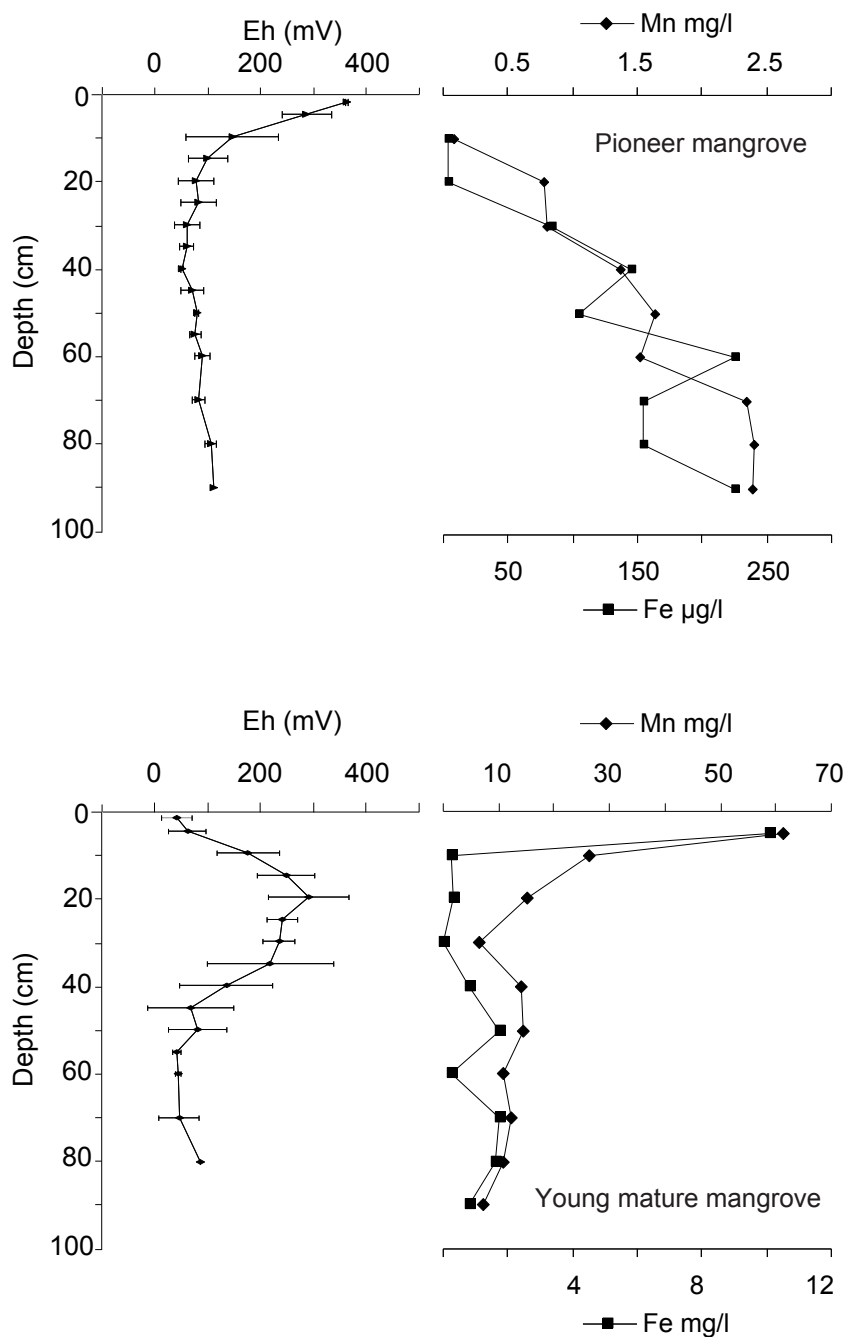 Eh (mV)
0 200 400
Mn mg/l
0.5 1.5 2.5
Depth (cm)
0
20
40
60
80
100
Pioneer mangrove
50 150 250
Fe µg/l
Eh (mV)
0 200 400
Mn mg/l
10 30 50 70
Depth (cm)
0
20
40
60
80
100
Young mature mangrove
4 8 12
Fe mg/l